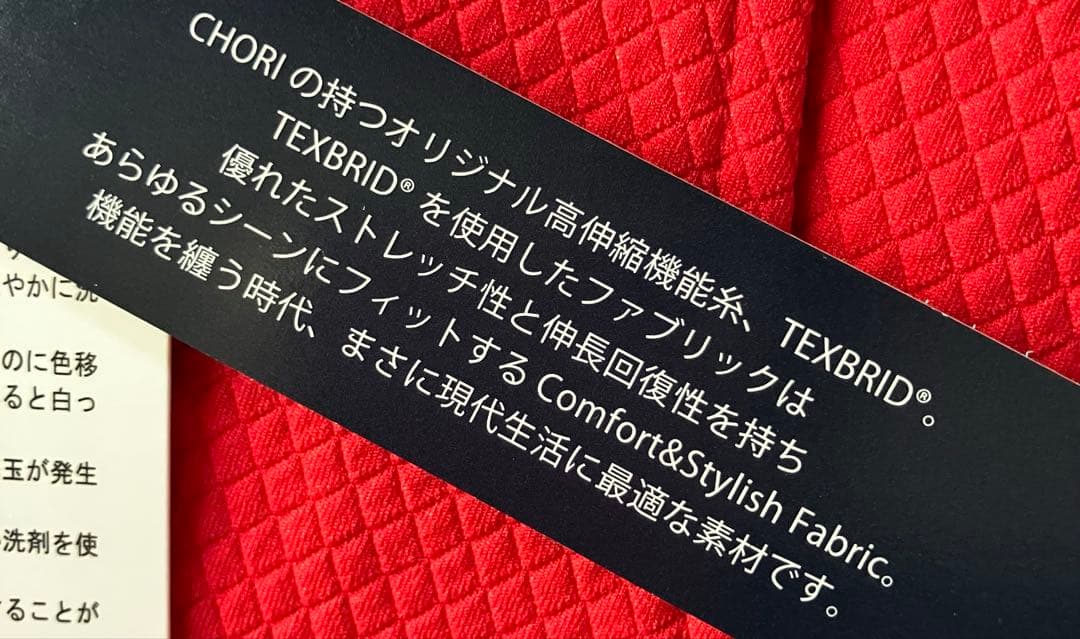 CHORI の持つオリジナル高伸縮機能糸、TEXBRID®。
TEXBRID® を使用したファブリックは
優れたストレッチ性と伸長回復性を持ち
あらゆるシーンにフィットする Comfort&Stylish Fabric。
機能を纏う時代、まさに現代生活に最適な素材です。
やかに洗
のに色移
ると白っ
玉が発生
洗剤を使
ることが